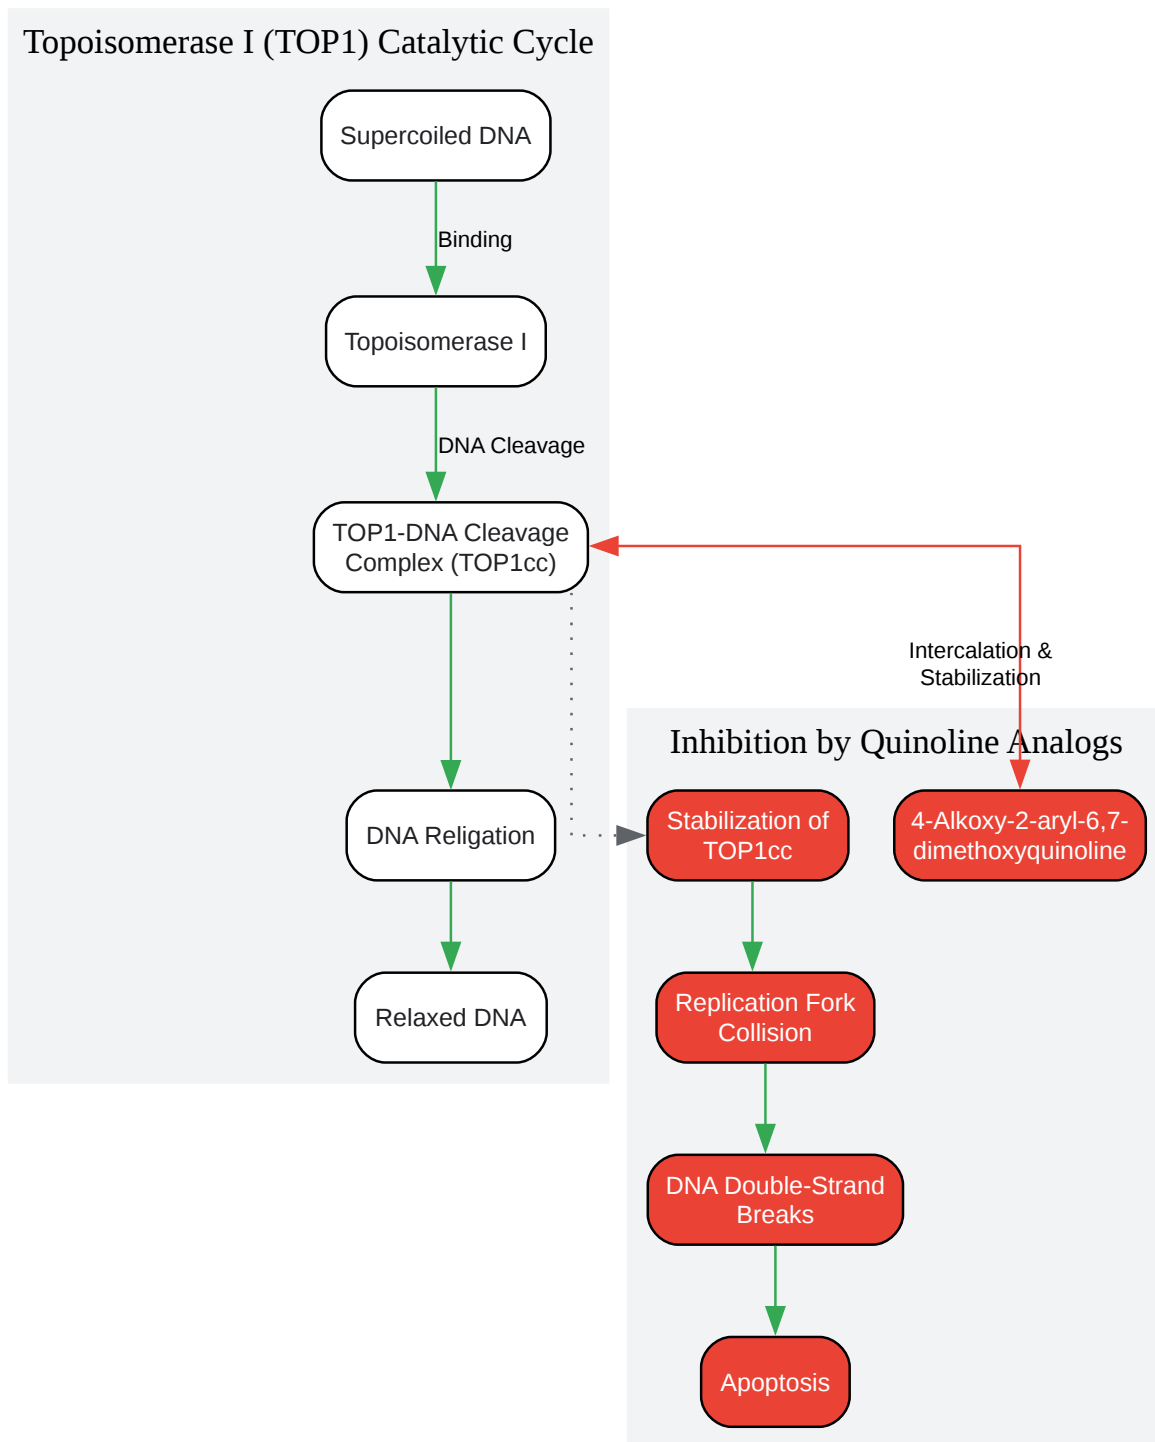 Topoisomerase I (TOP1) Catalytic Cycle
Supercoiled DNA
Binding
Topoisomerase I
DNA Cleavage
TOP1-DNA Cleavage
Complex (TOP1cc)
Intercalation &
Stabilization
Inhibition by Quinoline Analogs
DNA Religation
Stabilization of
TOP1cc
4-Alkoxy-2-aryl-6,7-
dimethoxyquinoline
Relaxed DNA
Replication Fork
Collision
DNA Double-Strand
Breaks
Apoptosis